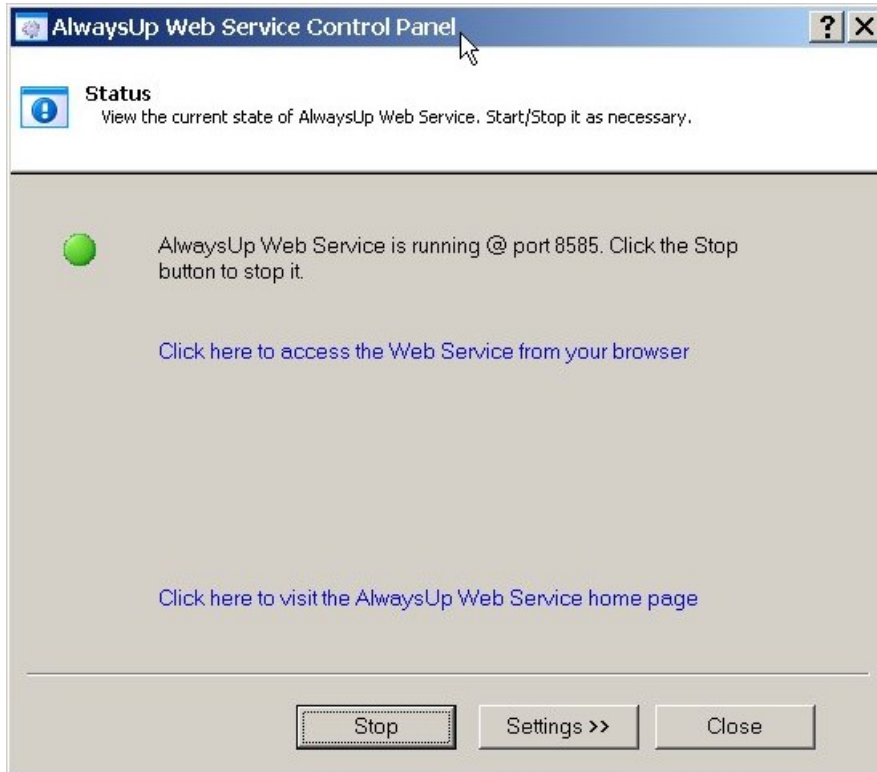 AlwaysUp Web Service Control Panel
Status
View the current state of AlwaysUp Web Service. Start/Stop it as necessary.
AlwaysUp Web Service is running @ port 8585. Click the Stop
button to stop it.
Click here to access the Web Service from your browser
Click here to visit the AlwaysUp Web Service home page
Stop
Settings >>
Close